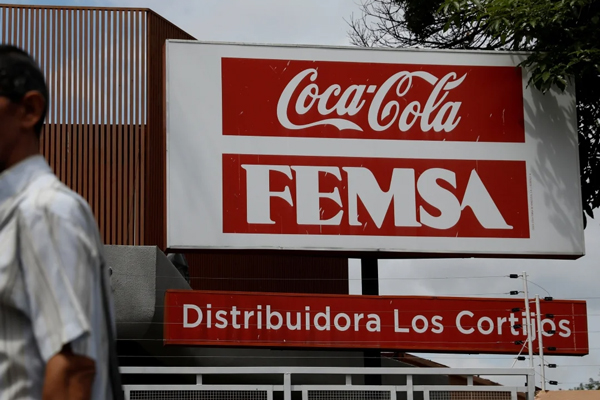 Coca-Cola
FEMSA
Distribuidora Los Cortijos